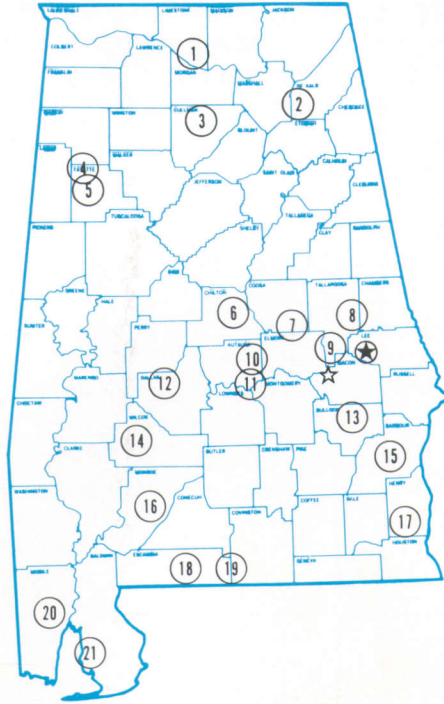 LAUDERDALE
LIMESTONE
MADISON
JACKSON
COLBERT
LAWRENCE
1
FRANKLIN
MORGAN
MARSHALL
DE KALB
2
CHEROKEE
MARION
WINSTON
CULLMAN
3
BLOUNT
ETOWAH
LAMAR
4
FAYETTE
WALKER
5
CALHOUN
JEFFERSON
SAINT CLAIR
CLEBURNE
TUSCALOOSA
TALLADEGA
PICKENS
SHELBY
CLAY
RANDOLPH
BIBB
GREENE
HALE
CHILTON
COOSA
TALLAPOOSA
CHAMBERS
SUMTER
PERRY
6
7
8
ELMORE
LEE
AUTAUGA
9
MACON
10
RUSSELL
MARENGO
DALLAS
12
11
LOWNDES
MONTGOMERY
CHOCTAW
BULLOCK
13
WILCOX
BARBOUR
14
CLARKE
BUTLER
CRENSHAW
PIKE
15
MONROE
HENRY
WASHINGTON
16
CONECUH
COVINGTON
COFFEE
DALE
17
HOUSTON
BALDWIN
ESCAMBIA
GENEVA
MOBILE
18
19
20
21